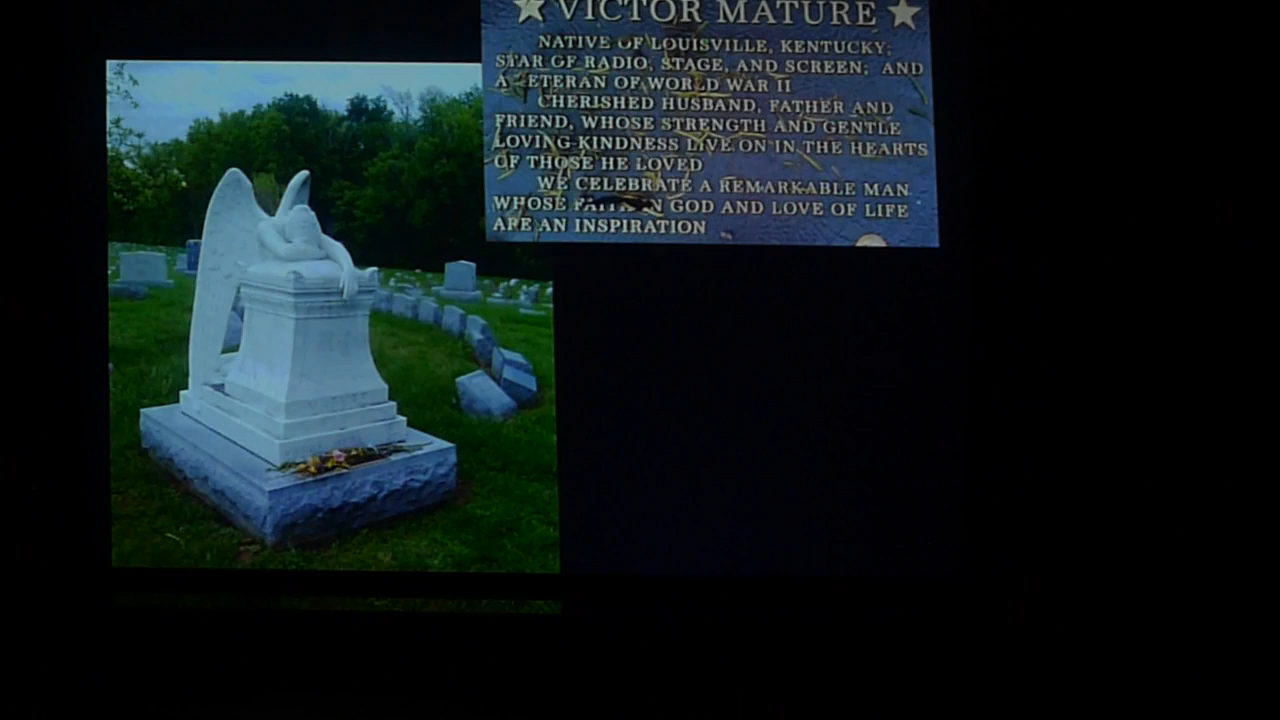 VICTOR MATURE
NATIVE OF LOUISVILLE, KENTUCKY;
STAR OF RADIO, STAGE, AND SCREEN; AND
A VETERAN OF WORLD WAR II
CHERISHED HUSBAND, FATHER AND
FRIEND, WHOSE STRENGTH AND GENTLE
LOVING KINDNESS LIVE ON IN THE HEARTS
OF THOSE HE LOVED
WE CELEBRATE A REMARKABLE MAN
WHOSE FAITH IN GOD AND LOVE OF LIFE
ARE AN INSPIRATION